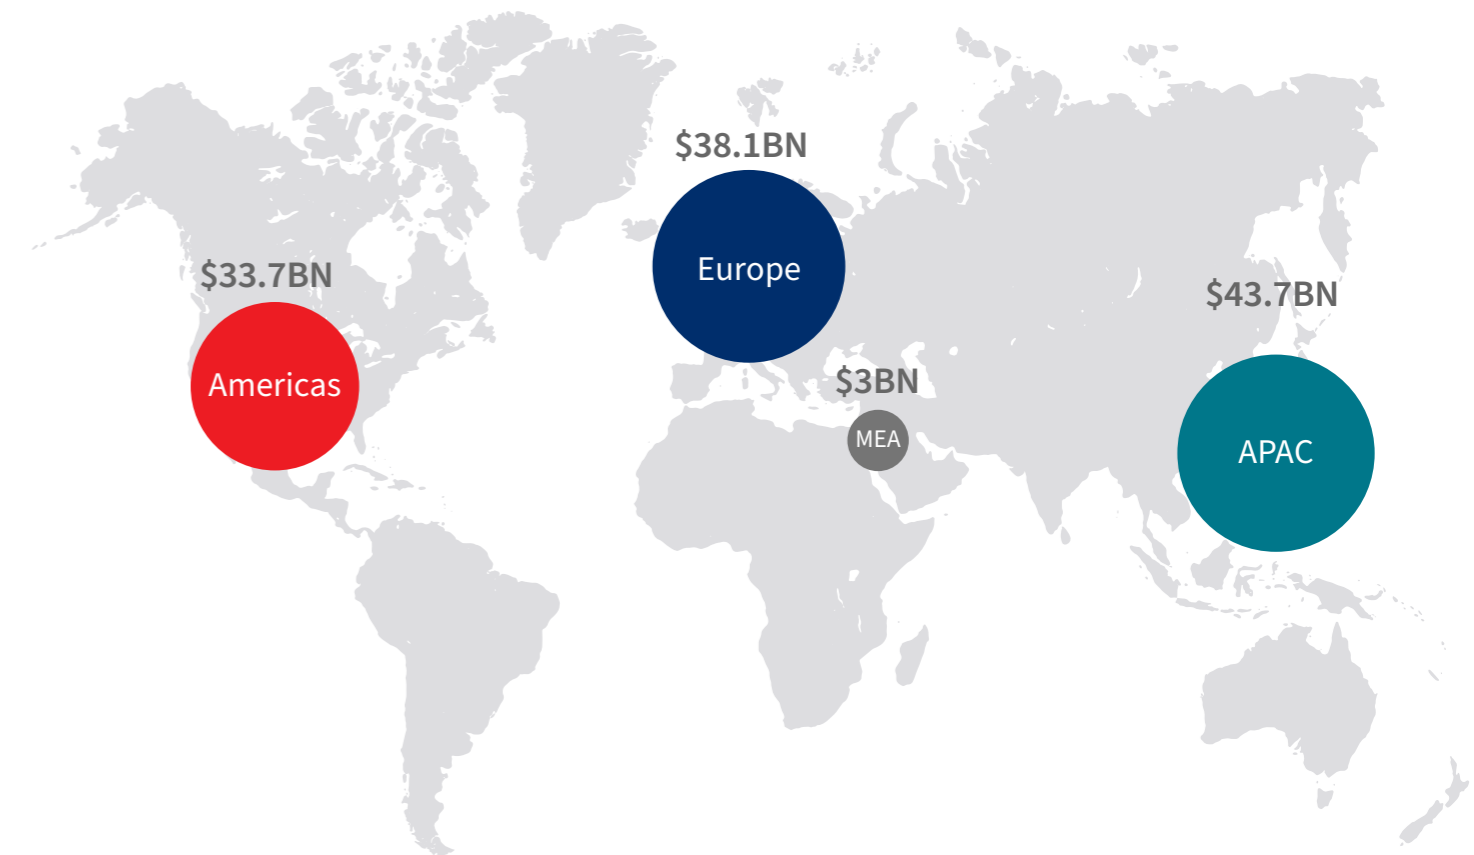 $38.1BN
Europe
$33.7BN
Americas
$43.7BN
APAC
$3BN
MEA